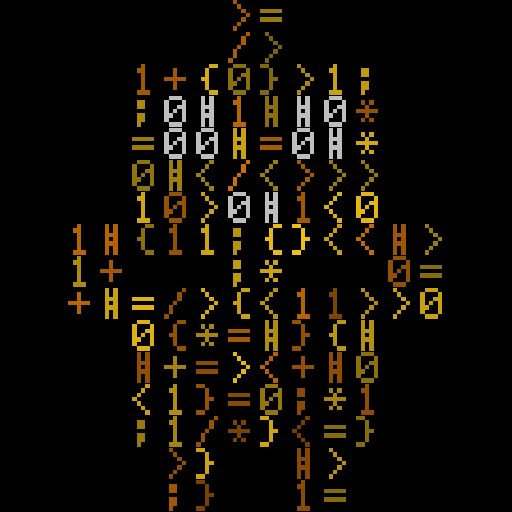 >=
/>
1+{0}>1;
;0H1HH0*
=00H=0H*
0H</<>>>
10>0H1<0
1H{11;{}<<H>
1+;*0=
+H=/>{<11>>0
0{*=H}{H
H+=><+H0
<1}=0;*1
;1/*}<=}
>}H>
;}1=